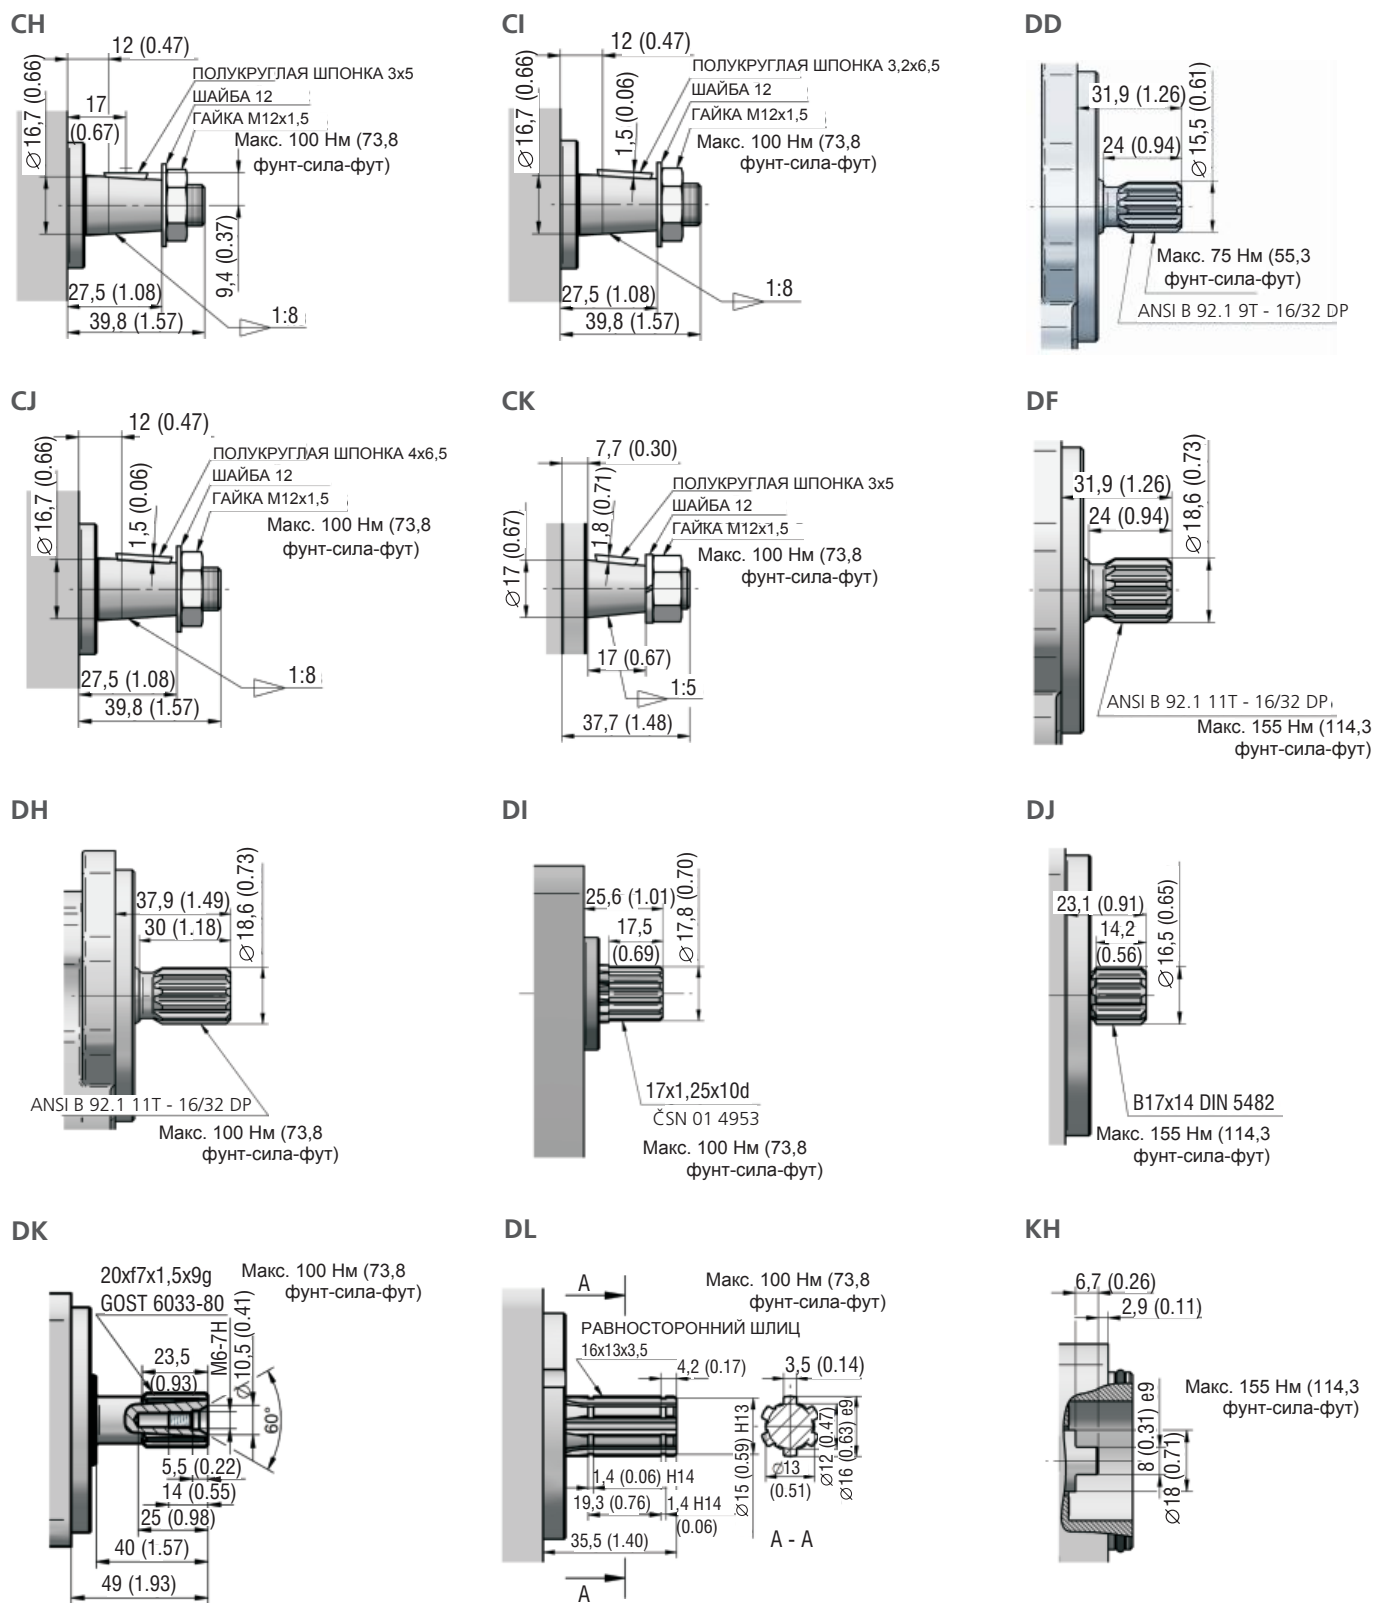 CH
12 (0.47)
ПОЛУКРУГЛАЯ ШПОНКА 3x5
ШАЙБА 12
ГАЙКА M12x1,5
Макс. 100 Нм (73,8
фунт-сила-фут)
17
(0.67)
∅16,7 (0.66)
9,4 (0.37)
27,5 (1.08)
39,8 (1.57)
1:8
CI
12 (0.47)
ПОЛУКРУГЛАЯ ШПОНКА 3,2x6,5
ШАЙБА 12
ГАЙКА M12x1,5
Макс. 100 Нм (73,8
фунт-сила-фут)
∅16,7 (0.66)
1,5 (0.06)
27,5 (1.08)
39,8 (1.57)
1:8
DD
31,9 (1.26)
24 (0.94)
∅15,5 (0.61)
Макс. 75 Нм (55,3
фунт-сила-фут)
ANSI B 92.1 9T - 16/32 DP
CJ
12 (0.47)
ПОЛУКРУГЛАЯ ШПОНКА 4x6,5
ШАЙБА 12
ГАЙКА M12x1,5
Макс. 100 Нм (73,8
фунт-сила-фут)
∅16,7 (0.66)
1,5 (0.06)
27,5 (1.08)
39,8 (1.57)
1:8
CK
7,7 (0.30)
ПОЛУКРУГЛАЯ ШПОНКА 3x5
ШАЙБА 12
ГАЙКА M12x1,5
Макс. 100 Нм (73,8
фунт-сила-фут)
∅17 (0.67)
1,8 (0.71)
17 (0.67)
1:5
37,7 (1.48)
DF
31,9 (1.26)
24 (0.94)
∅18,6 (0.73)
ANSI B 92.1 11T - 16/32 DP
Макс. 155 Нм (114,3
фунт-сила-фут)
DH
37,9 (1.49)
30 (1.18)
∅18,6 (0.73)
ANSI B 92.1 11T - 16/32 DP
Макс. 100 Нм (73,8
фунт-сила-фут)
DI
25,6 (1.01)
17,5
(0.69)
∅17,8 (0.70)
17x1,25x10d
ČSN 01 4953
Макс. 100 Нм (73,8
фунт-сила-фут)
DJ
23,1 (0.91)
14,2
(0.56)
∅16,5 (0.65)
B17x14 DIN 5482
Макс. 155 Нм (114,3
фунт-сила-фут)
DK
20xf7x1,5x9g
GOST 6033-80
Макс. 100 Нм (73,8
фунт-сила-фут)
23,5
(0.93)
M6-7H
∅10,5 (0.41)
60°
5,5 (0.22)
14 (0.55)
25 (0.98)
40 (1.57)
49 (1.93)
DL
A
Макс. 100 Нм (73,8
фунт-сила-фут)
РАВНОСТОРОННИЙ ШЛИЦ
16x13x3,5
4,2 (0.17)
3,5 (0.14)
∅15 (0.59) H13
∅12 (0.47)
∅16 (0.63) e9
∅13
(0.51)
1,4 (0.06) H14
19,3 (0.76)
1,4 H14
(0.06)
35,5 (1.40)
A - A
A
KH
6,7 (0.26)
2,9 (0.11)
8 (0.31) e9
∅18 (0.71)
Макс. 155 Нм (114,3
фунт-сила-фут)